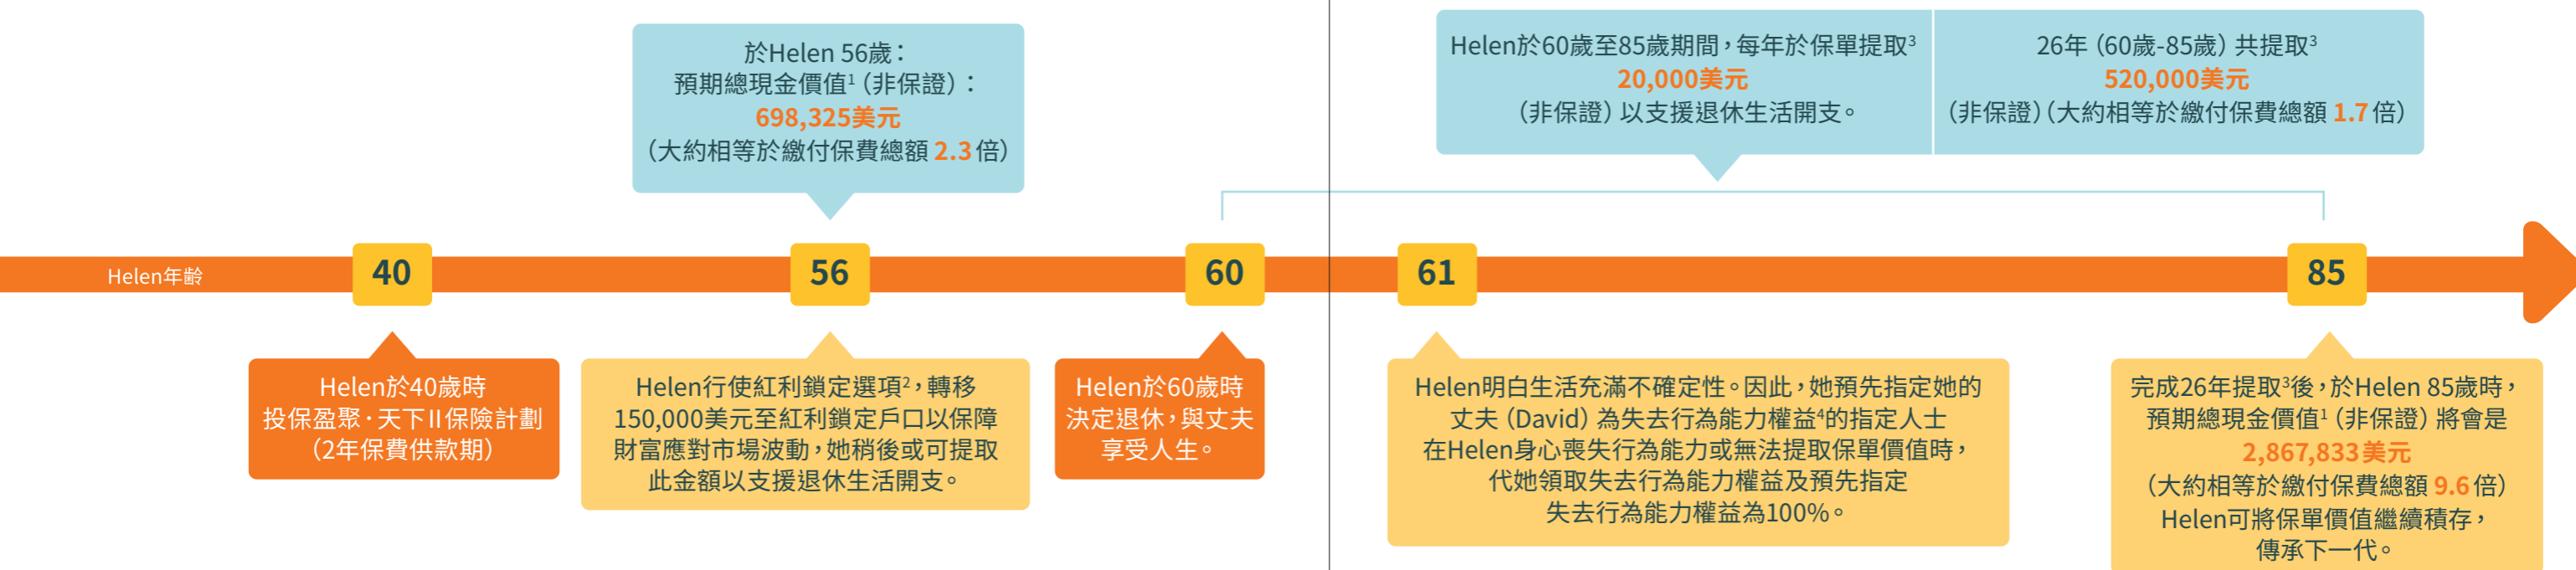 於Helen 56歲：
預期總現金價值¹（非保證）：
698,325美元
（大約相等於繳付保費總額 2.3倍）
Helen於60歲至85歲期間，每年於保單提取³
20,000美元
（非保證）以支援退休生活開支。
26年（60歲-85歲）共提取³
520,000美元
（非保證）（大約相等於繳付保費總額 1.7倍）
Helen年齡
40
56
60
61
85
Helen於40歲時
投保盈聚·天下II保險計劃
（2年保費供款期）
Helen行使紅利鎖定選項²，轉移
150,000美元至紅利鎖定戶口以保障
財富應對市場波動，她稍後或可提取
此金額以支援退休生活開支。
Helen於60歲時
決定退休，與丈夫
享受人生。
Helen明白生活充滿不確定性。因此，她預先指定她的
丈夫（David）為失去行為能力權益⁴的指定人士
在Helen身心喪失行為能力或無法提取保單價值時，
代她領取失去行為能力權益及預先指定
失去行為能力權益為100%。
完成26年提取³後，於Helen 85歲時，
預期總現金價值¹（非保證）將會是
2,867,833美元
（大約相等於繳付保費總額 9.6倍）
Helen可將保單價值繼續積存，
傳承下一代。